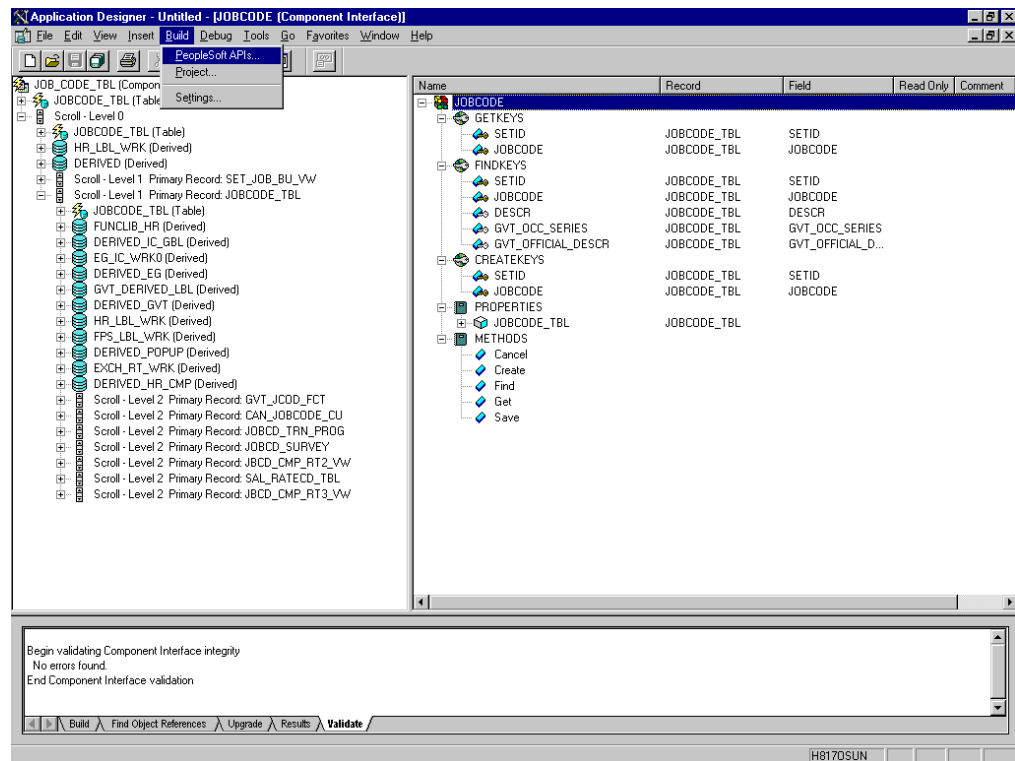 Application Designer - Untitled - [JOBCODE (Component Interface)]
File Edit View Insert Build Debug Tools Go Favorites Window Help
PeopleSoft APIs...
Project...
Settings...
JOB_CODE_TBL (Compon
JOBCODE_TBL (Table
Scroll - Level 0
JOBCODE_TBL (Table)
HR_LBL_WRK (Derived)
DERIVED (Derived)
Scroll - Level 1 Primary Record: SET_JOB_BU_VW
Scroll - Level 1 Primary Record: JOBCODE_TBL
JOBCODE_TBL (Table)
FUNCLIB_HR (Derived)
DERIVED_IC_GBL (Derived)
EG_IC_WRK0 (Derived)
DERIVED_EG (Derived)
GVT_DERIVED_LBL (Derived)
DERIVED_GVT (Derived)
HR_LBL_WRK (Derived)
FPS_LBL_WRK (Derived)
DERIVED_POPUP (Derived)
EXCH_RT_WRK (Derived)
DERIVED_HR_CMP (Derived)
Scroll - Level 2 Primary Record: GVT_JCOD_FCT
Scroll - Level 2 Primary Record: CAN_JOBCODE_CU
Scroll - Level 2 Primary Record: JOBCD_TRN_PROG
Scroll - Level 2 Primary Record: JOBCD_SURVEY
Scroll - Level 2 Primary Record: JBCD_CMP_RT2_VW
Scroll - Level 2 Primary Record: SAL_RATECD_TBL
Scroll - Level 2 Primary Record: JBCD_CMP_RT3_VW
Name Record Field Read Only Comment
JOBCODE
GETKEYS
SETID JOBCODE_TBL SETID
JOBCODE JOBCODE_TBL JOBCODE
FINDKEYS
SETID JOBCODE_TBL SETID
JOBCODE JOBCODE_TBL JOBCODE
DESCR JOBCODE_TBL DESCR
GVT_OCC_SERIES JOBCODE_TBL GVT_OCC_SERIES
GVT_OFFICIAL_DESCR JOBCODE_TBL GVT_OFFICIAL_D...
CREATEKEYS
SETID JOBCODE_TBL SETID
JOBCODE JOBCODE_TBL JOBCODE
PROPERTIES
JOBCODE_TBL JOBCODE_TBL
METHODS
Cancel
Create
Find
Get
Save
Begin validating Component Interface integrity
No errors found.
End Component Interface validation
Build Find Object References Upgrade Results Validate
H8170SUN